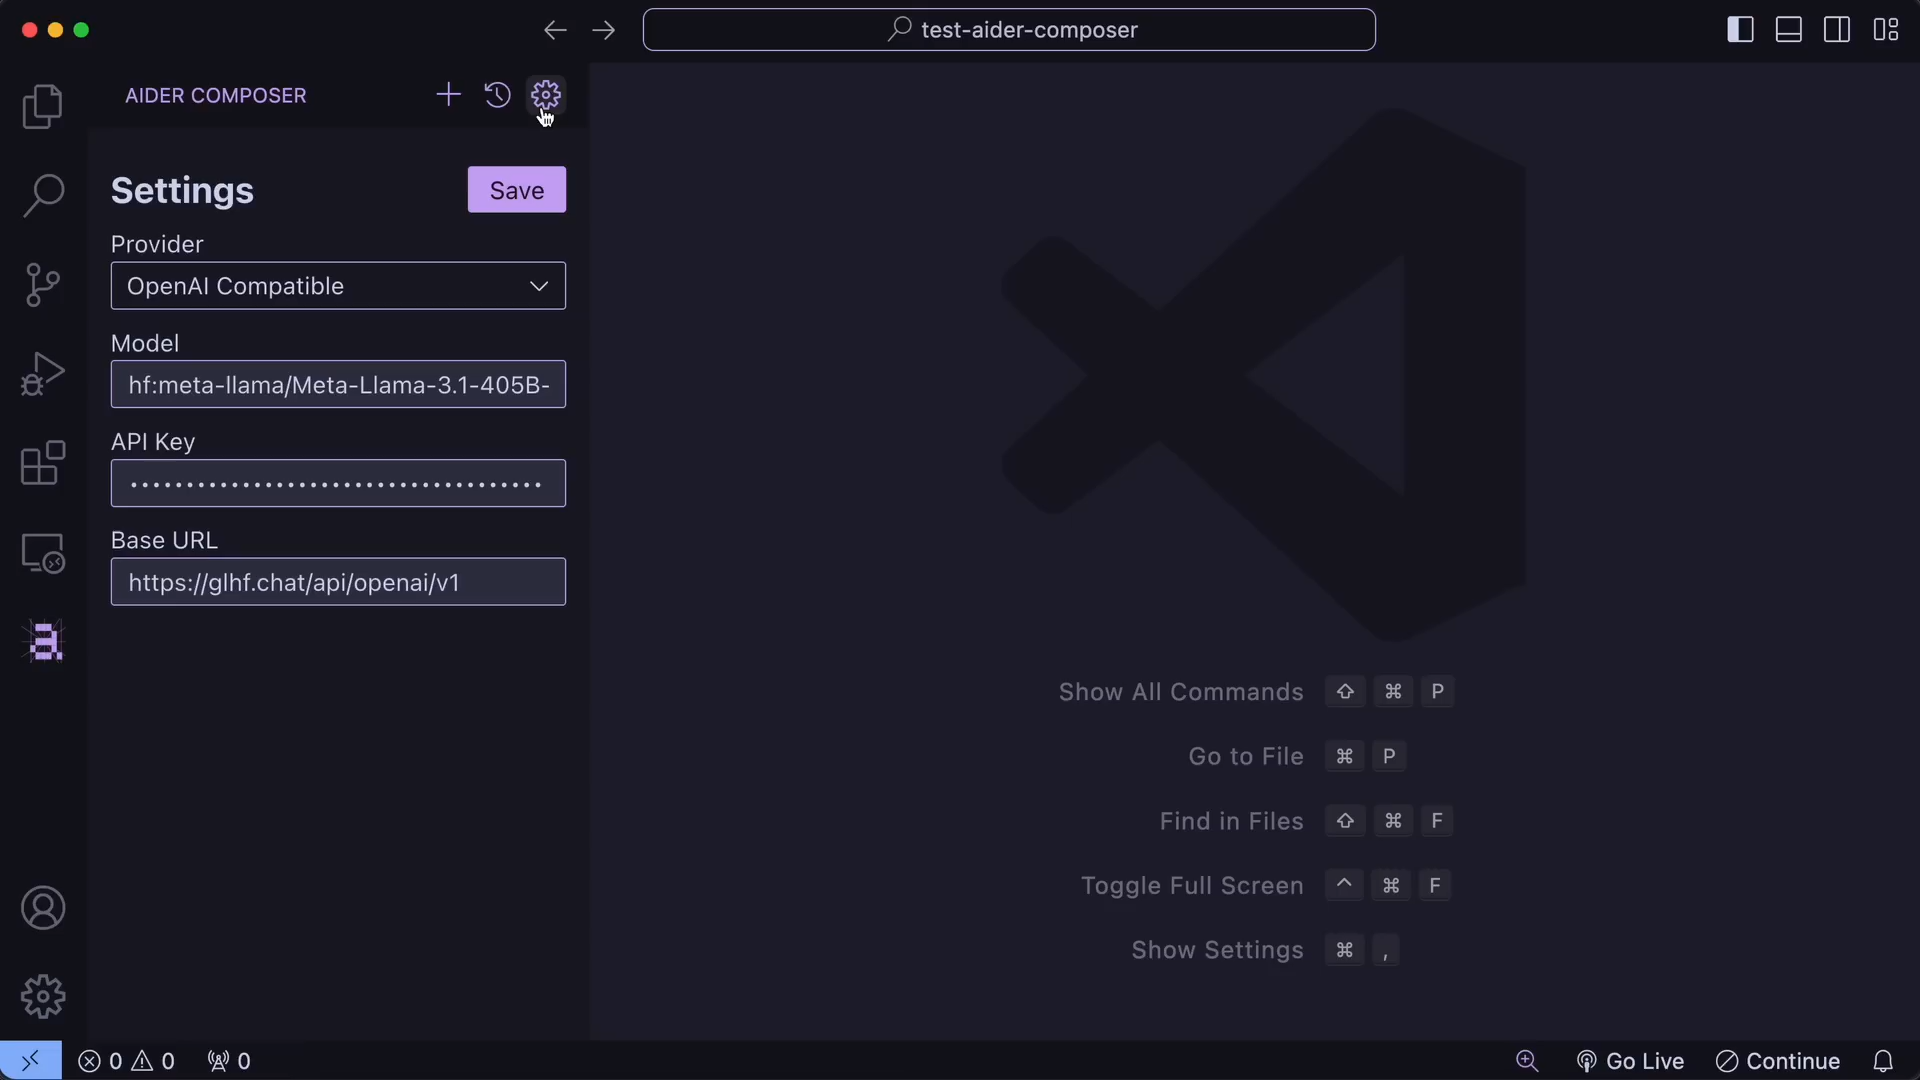 test-aider-composer
AIDER COMPOSER
Settings
Save
Provider
OpenAI Compatible
Model
hf:meta-llama/Meta-Llama-3.1-405B-
API Key
••••••••••••••••••••••••••••••••••••••
Base URL
https://glhf.chat/api/openai/v1
a.
Show All Commands ⇧ ⌘ P
Go to File ⌘ P
Find in Files ⇧ ⌘ F
Toggle Full Screen ^ ⌘ F
Show Settings ⌘ ,
0 0 0
Go Live Continue